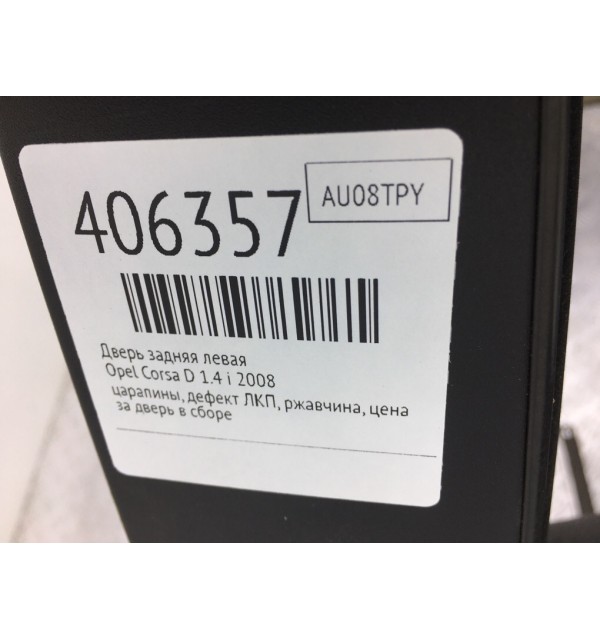 406357
AU08TPY
Дверь задняя левая
Opel Corsa D 1.4 i 2008
царапины, дефект ЛКП, ржавчина, цена
за дверь в сборе